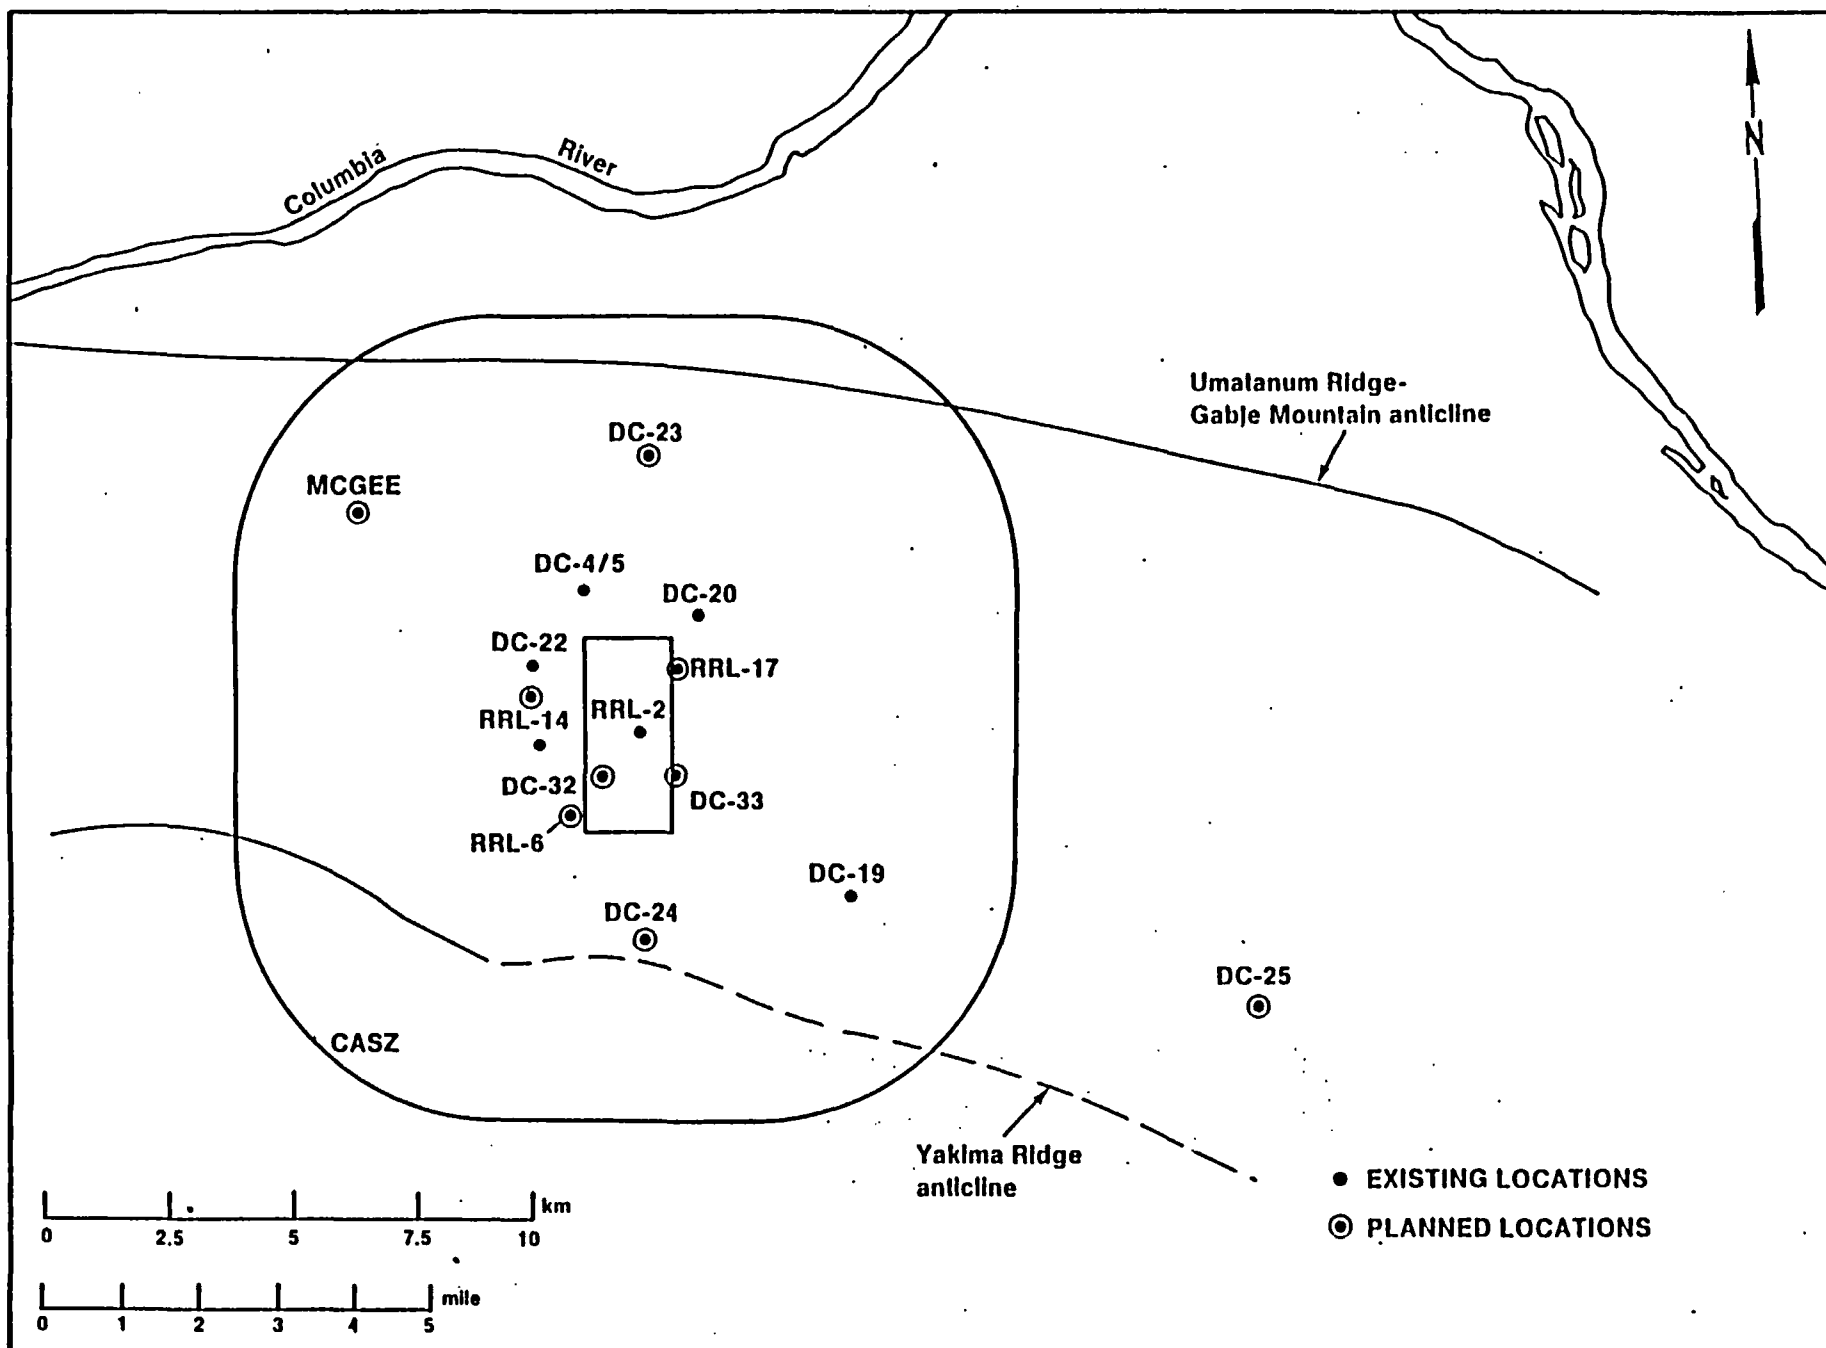 Columbia River
N
Umatanum Ridge-
Gable Mountain anticline
DC-23
MCGEE
DC-4/5
DC-20
DC-22
RRL-17
RRL-2
RRL-14
DC-32
DC-33
RRL-6
DC-19
DC-24
DC-25
CASZ
Yakima Ridge
anticline
EXISTING LOCATIONS
PLANNED LOCATIONS
km
0 2.5 5 7.5 10
mile
0 1 2 3 4 5